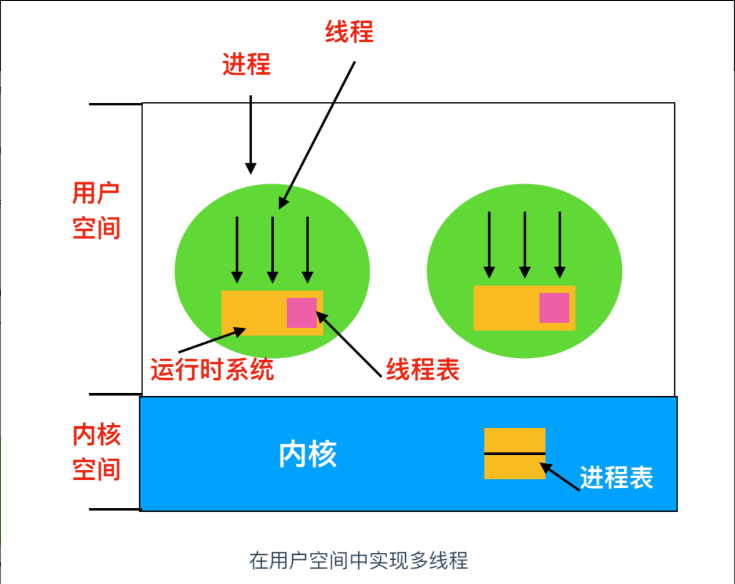 线程
进程
用户
空间
运行时系统
线程表
内核
空间
内核
进程表
在用户空间中实现多线程